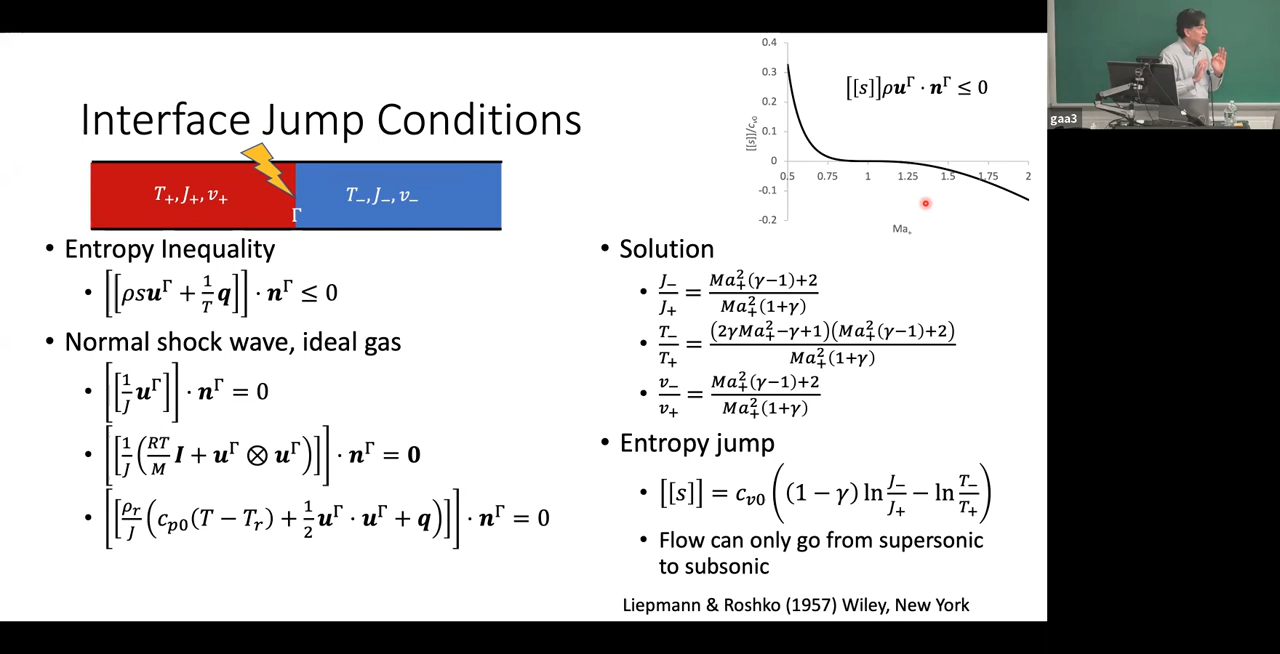 Interface Jump Conditions
T₊, J₊, v₊
Γ
T₋, J₋, v₋
• Entropy Inequality
• [[ρsu^Γ + 1/T q]] · n^Γ ≤ 0
• Normal shock wave, ideal gas
• [[1/J u^Γ]] · n^Γ = 0
• [[1/J (RT/M I + u^Γ ⊗ u^Γ)]] · n^Γ = 0
• [[ρ_r/J (c_p0(T − T_r) + 1/2 u^Γ · u^Γ + q)]] · n^Γ = 0
0.4
0.3
0.2
0.1
0
-0.1
-0.2
[[s]]/c_v0
[[s]]ρu^Γ · n^Γ ≤ 0
0.5 0.75 1 1.25 1.5 1.75 2
Ma₊
• Solution
• J₋/J₊ = (Ma₊²(γ−1)+2)/(Ma₊²(1+γ))
• T₋/T₊ = ((2γMa₊²−γ+1)(Ma₊²(γ−1)+2))/(Ma₊²(1+γ))
• v₋/v₊ = (Ma₊²(γ−1)+2)/(Ma₊²(1+γ))
• Entropy jump
• [[s]] = c_v0 ((1 − γ) ln J₋/J₊ − ln T₋/T₊)
• Flow can only go from supersonic
to subsonic
Liepmann & Roshko (1957) Wiley, New York
gaa3